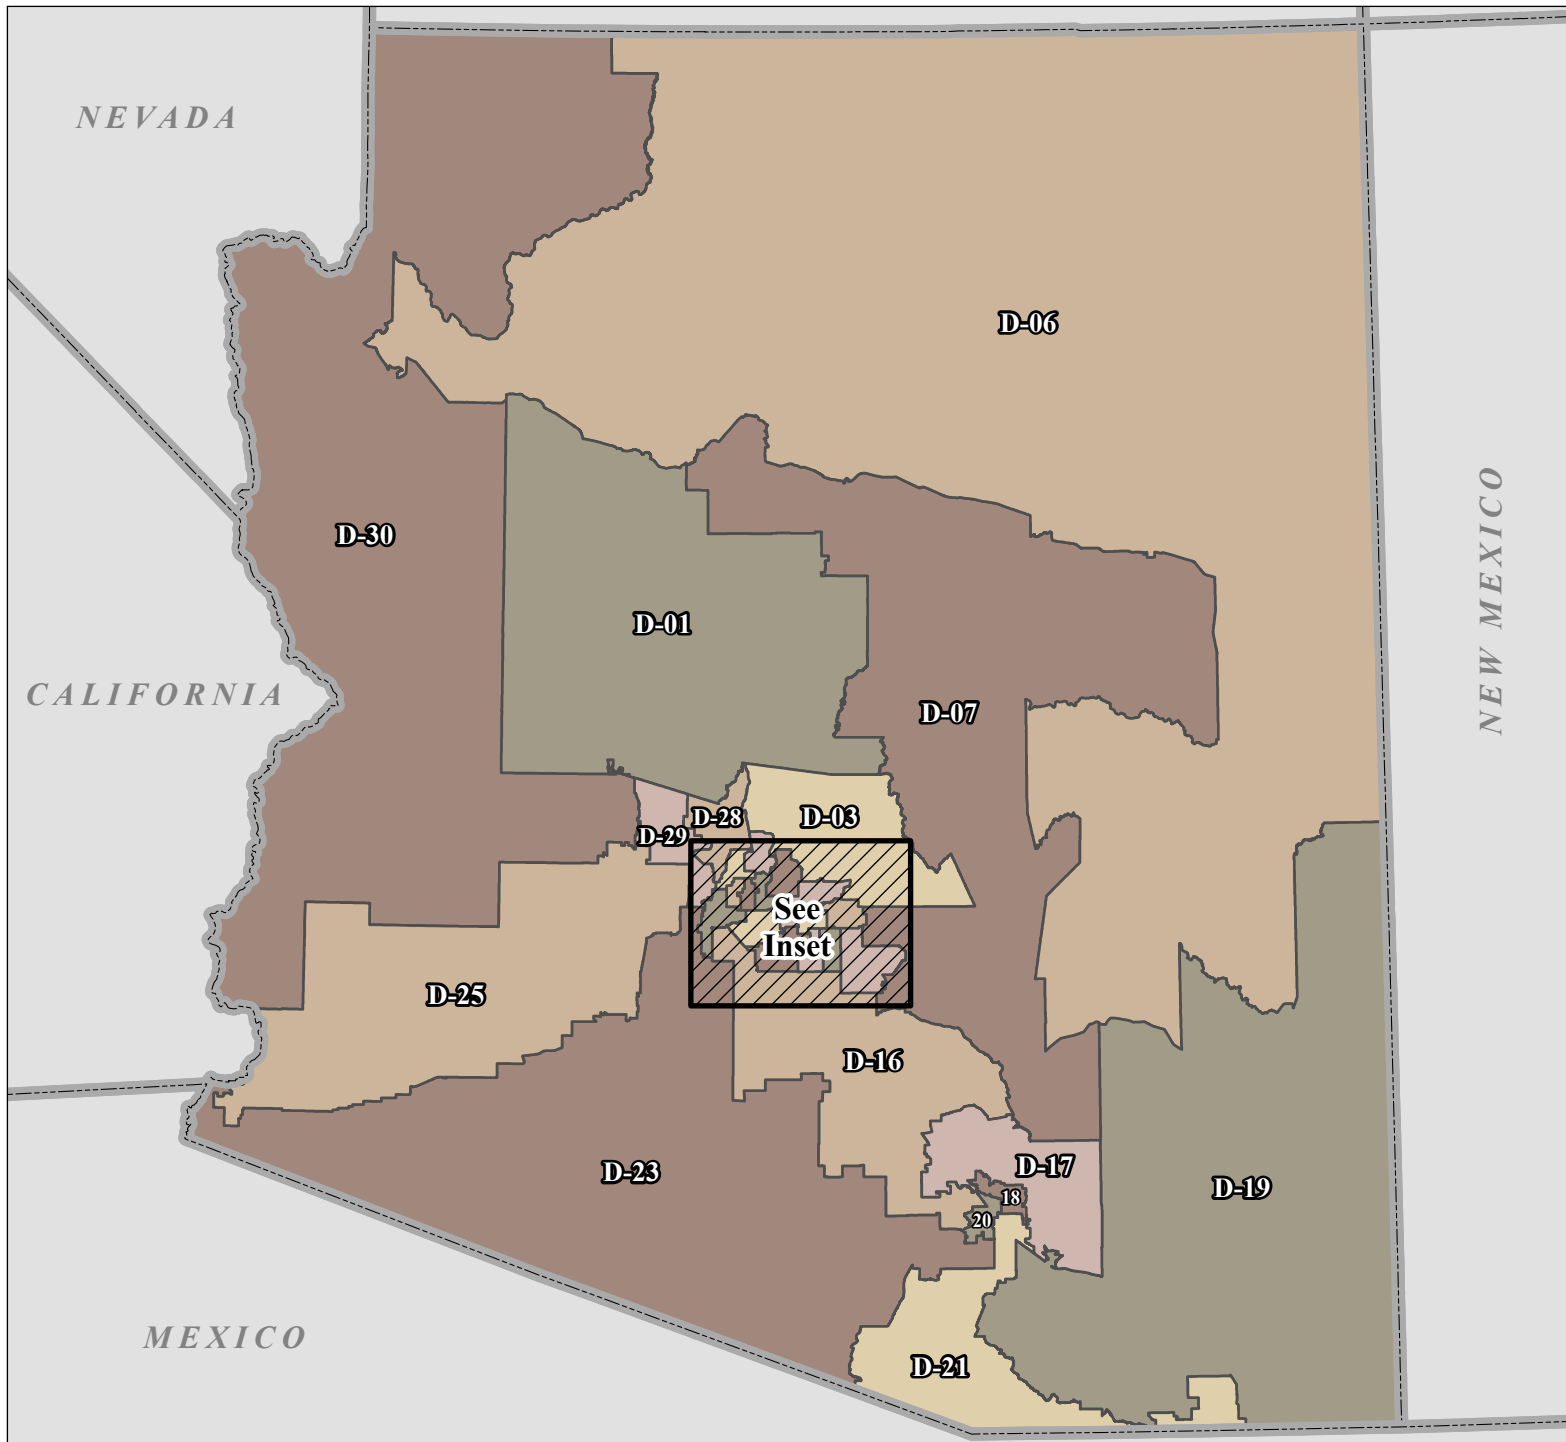 NEVADA
D-06
NEW MEXICO
D-30
D-01
CALIFORNIA
D-07
D-28
D-03
D-29
See
Inset
D-25
D-16
D-23
D-17
D-19
18
20
MEXICO
D-21